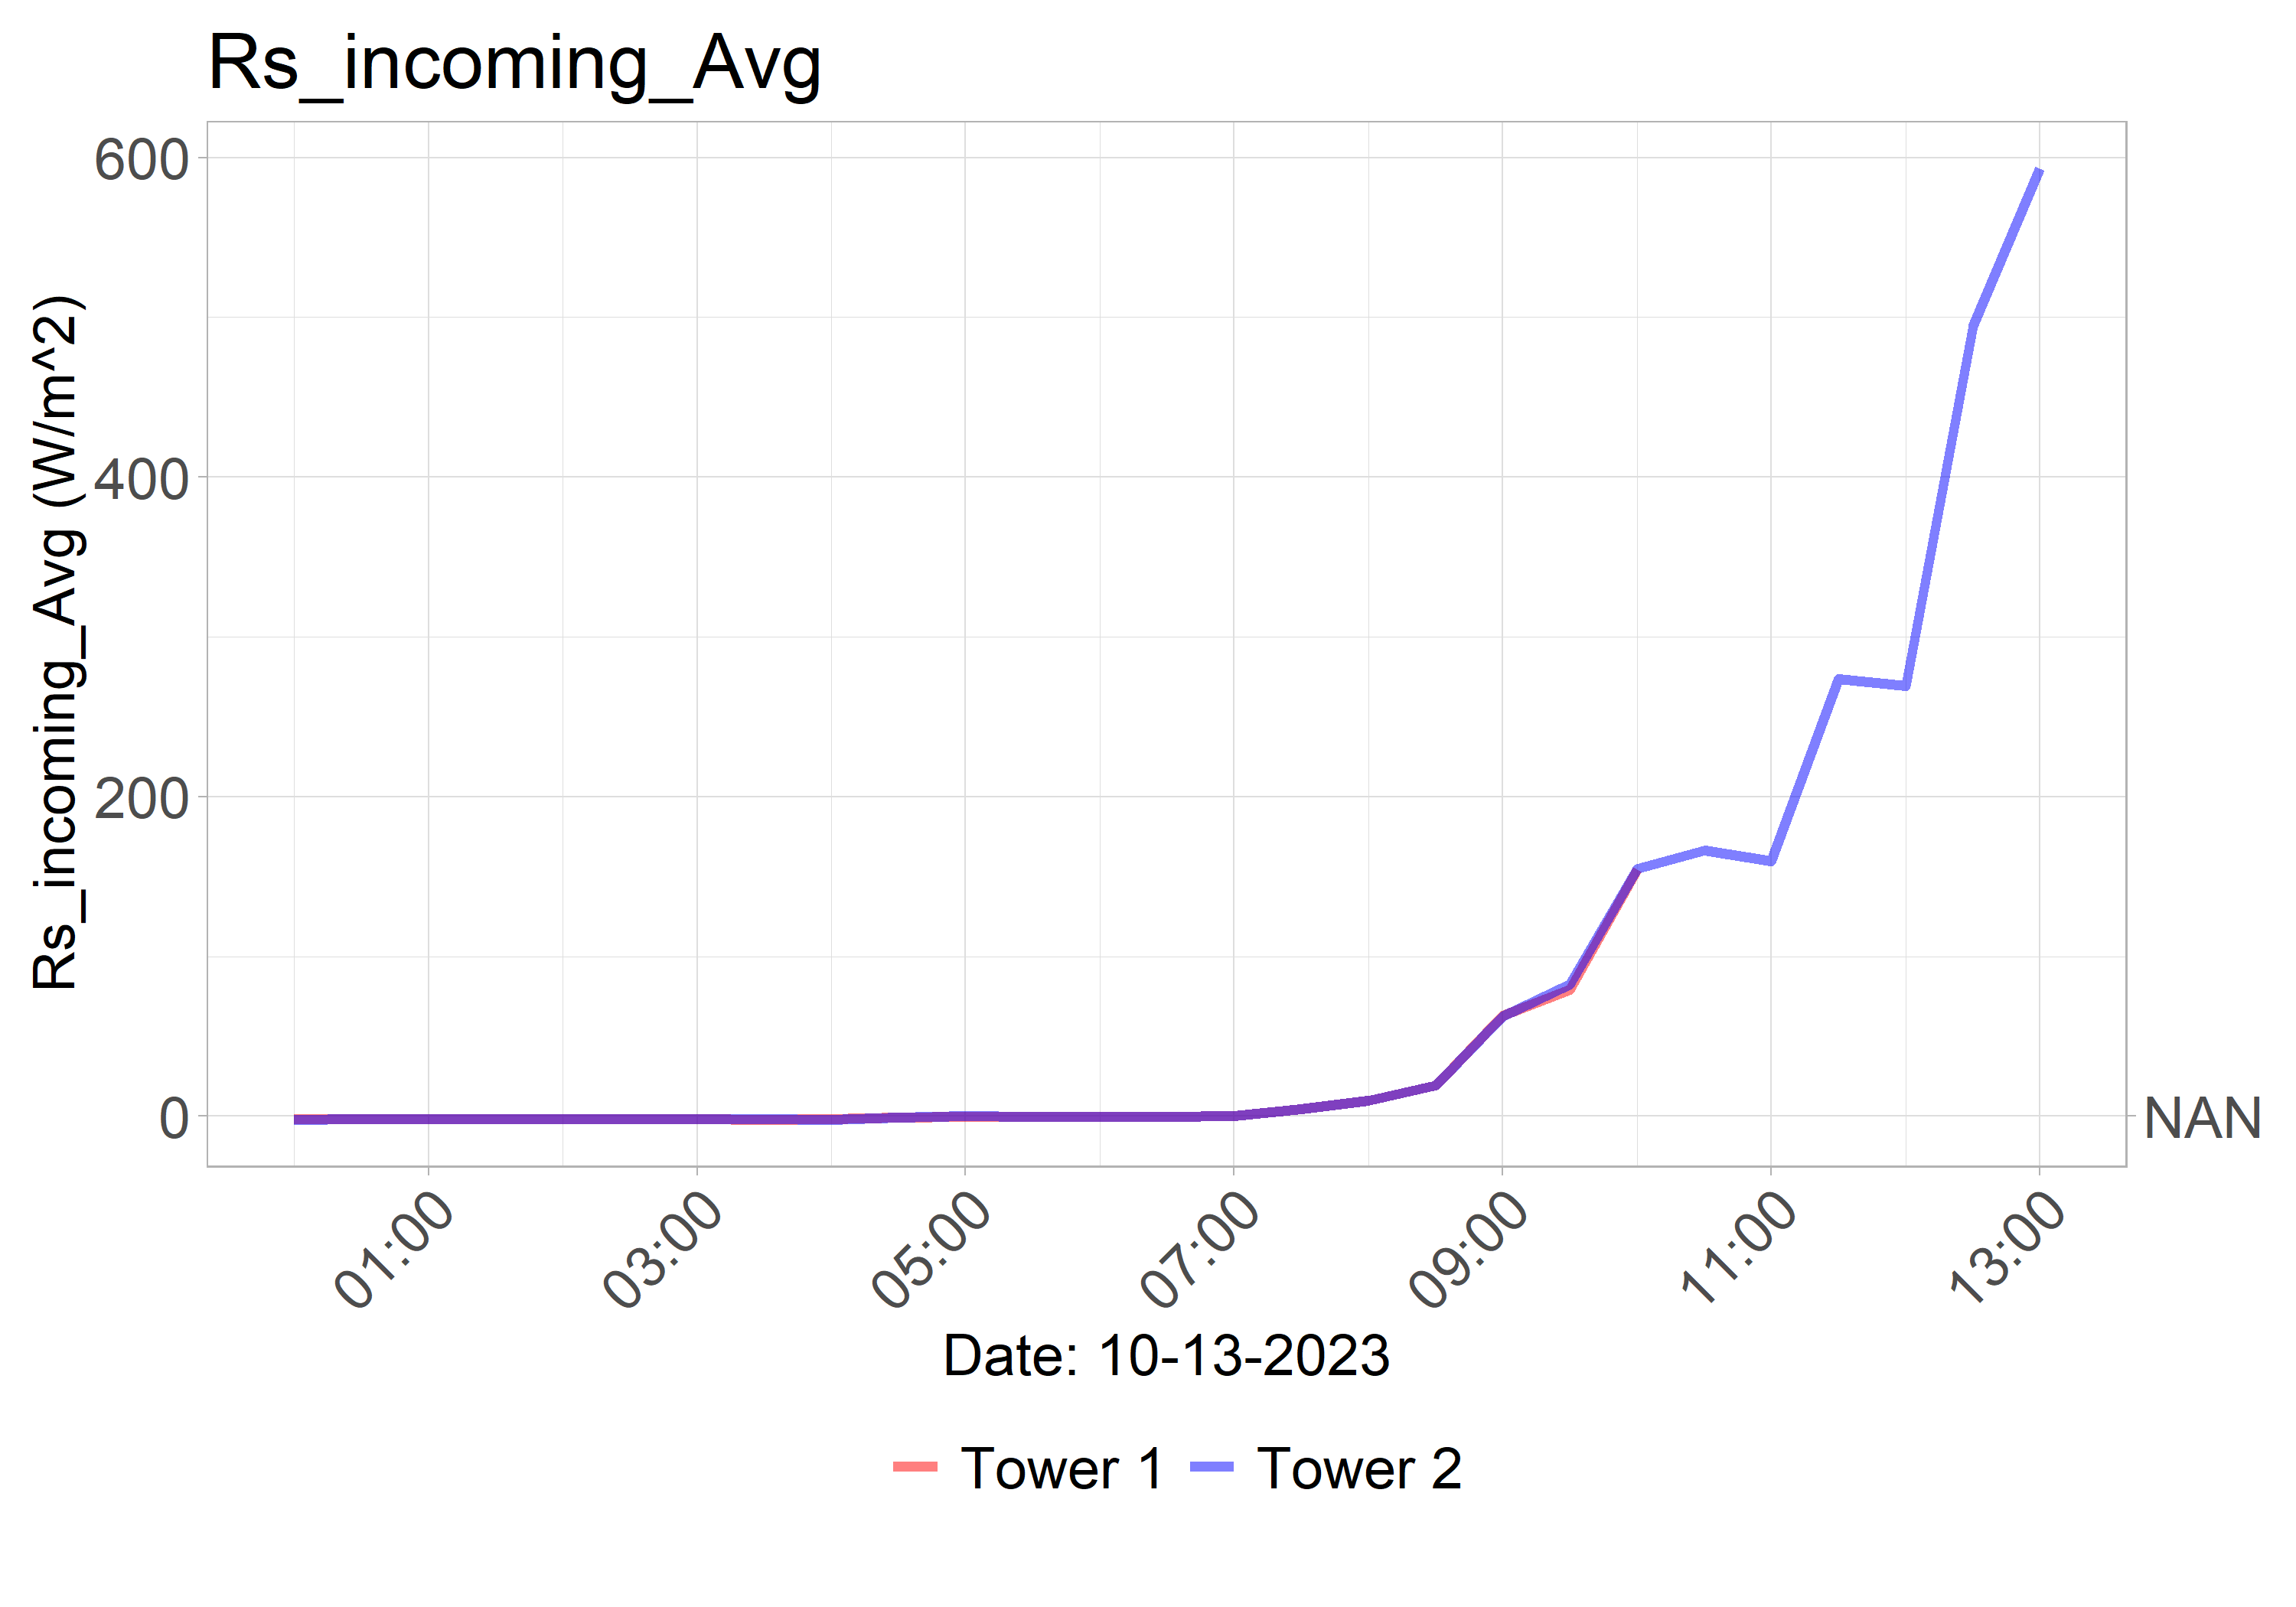 Rs_incoming_Avg
Rs_incoming_Avg (W/m^2)
600
400
200
0
NAN
01:00 03:00 05:00 07:00 09:00 11:00 13:00
Date: 10-13-2023
Tower 1 Tower 2